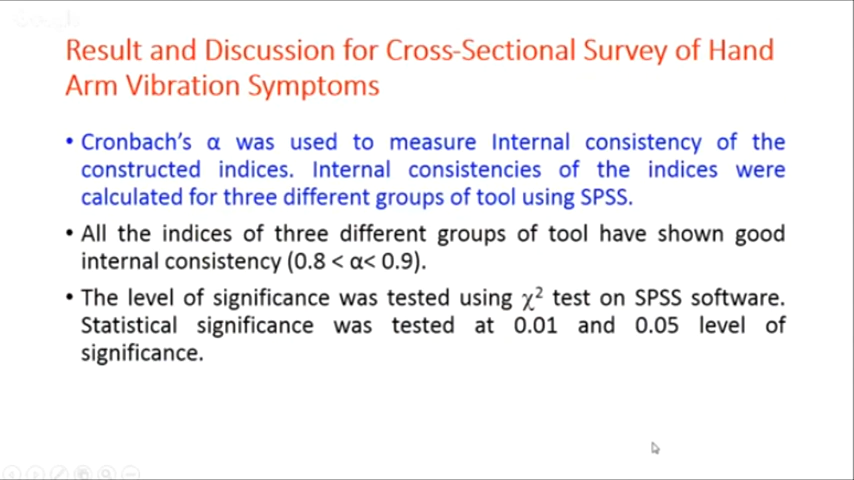 Result and Discussion for Cross-Sectional Survey of Hand
Arm Vibration Symptoms
• Cronbach's α was used to measure Internal consistency of the
constructed indices. Internal consistencies of the indices were
calculated for three different groups of tool using SPSS.
• All the indices of three different groups of tool have shown good
internal consistency (0.8 < α< 0.9).
• The level of significance was tested using χ² test on SPSS software.
Statistical significance was tested at 0.01 and 0.05 level of
significance.